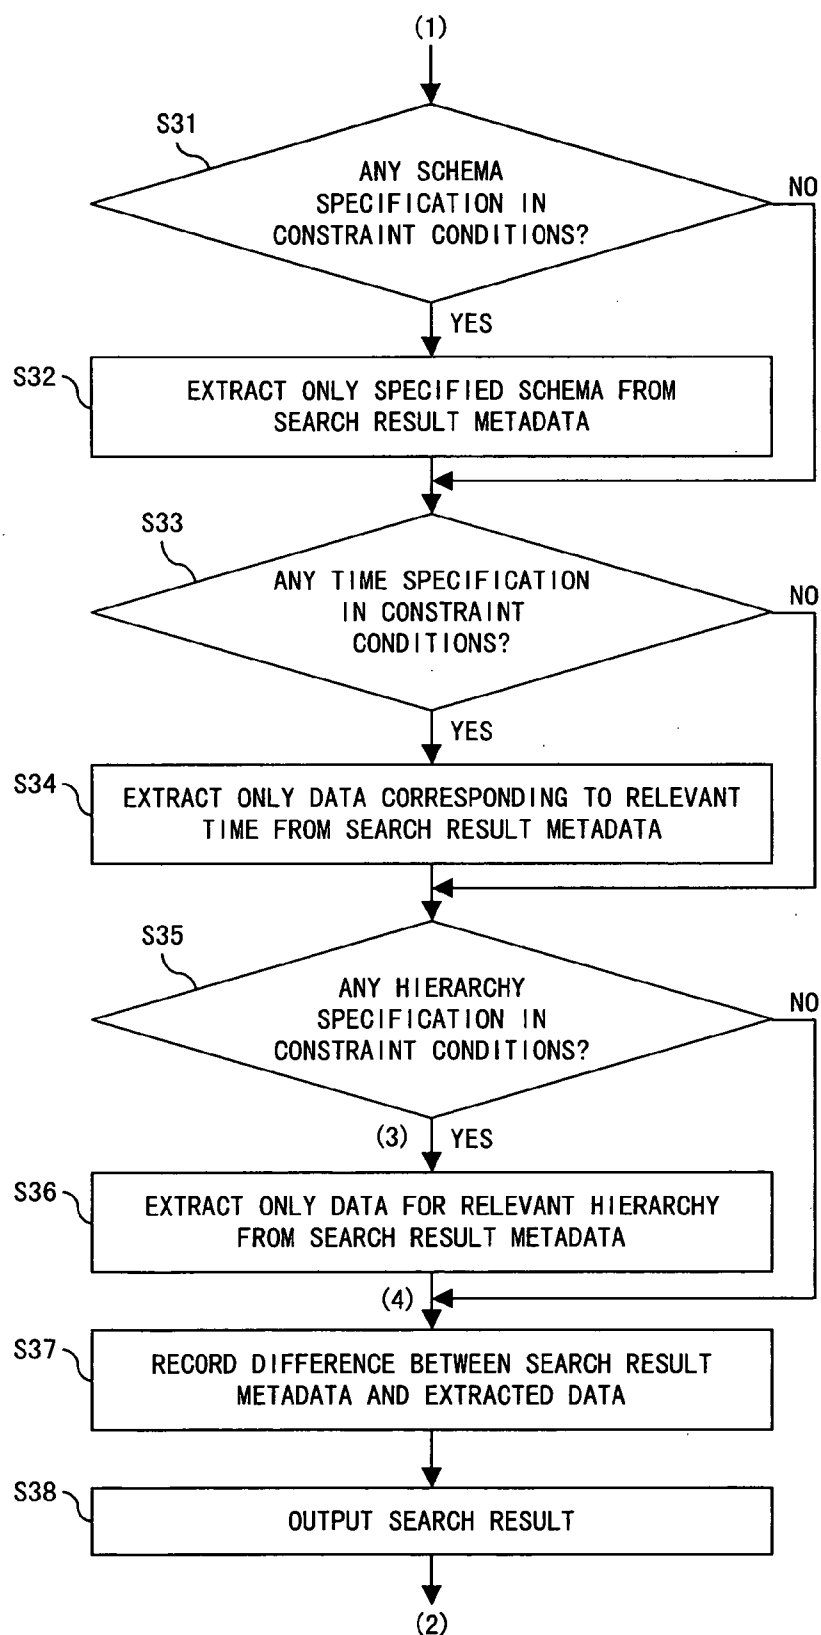 (1)
S31
ANY SCHEMA
SPECIFICATION IN
CONSTRAINT CONDITIONS?
NO
YES
S32
EXTRACT ONLY SPECIFIED SCHEMA FROM
SEARCH RESULT METADATA
S33
ANY TIME SPECIFICATION
IN CONSTRAINT
CONDITIONS?
NO
YES
S34
EXTRACT ONLY DATA CORRESPONDING TO RELEVANT
TIME FROM SEARCH RESULT METADATA
S35
ANY HIERARCHY
SPECIFICATION IN
CONSTRAINT CONDITIONS?
NO
(3)
YES
S36
EXTRACT ONLY DATA FOR RELEVANT HIERARCHY
FROM SEARCH RESULT METADATA
(4)
S37
RECORD DIFFERENCE BETWEEN SEARCH RESULT
METADATA AND EXTRACTED DATA
S38
OUTPUT SEARCH RESULT
(2)